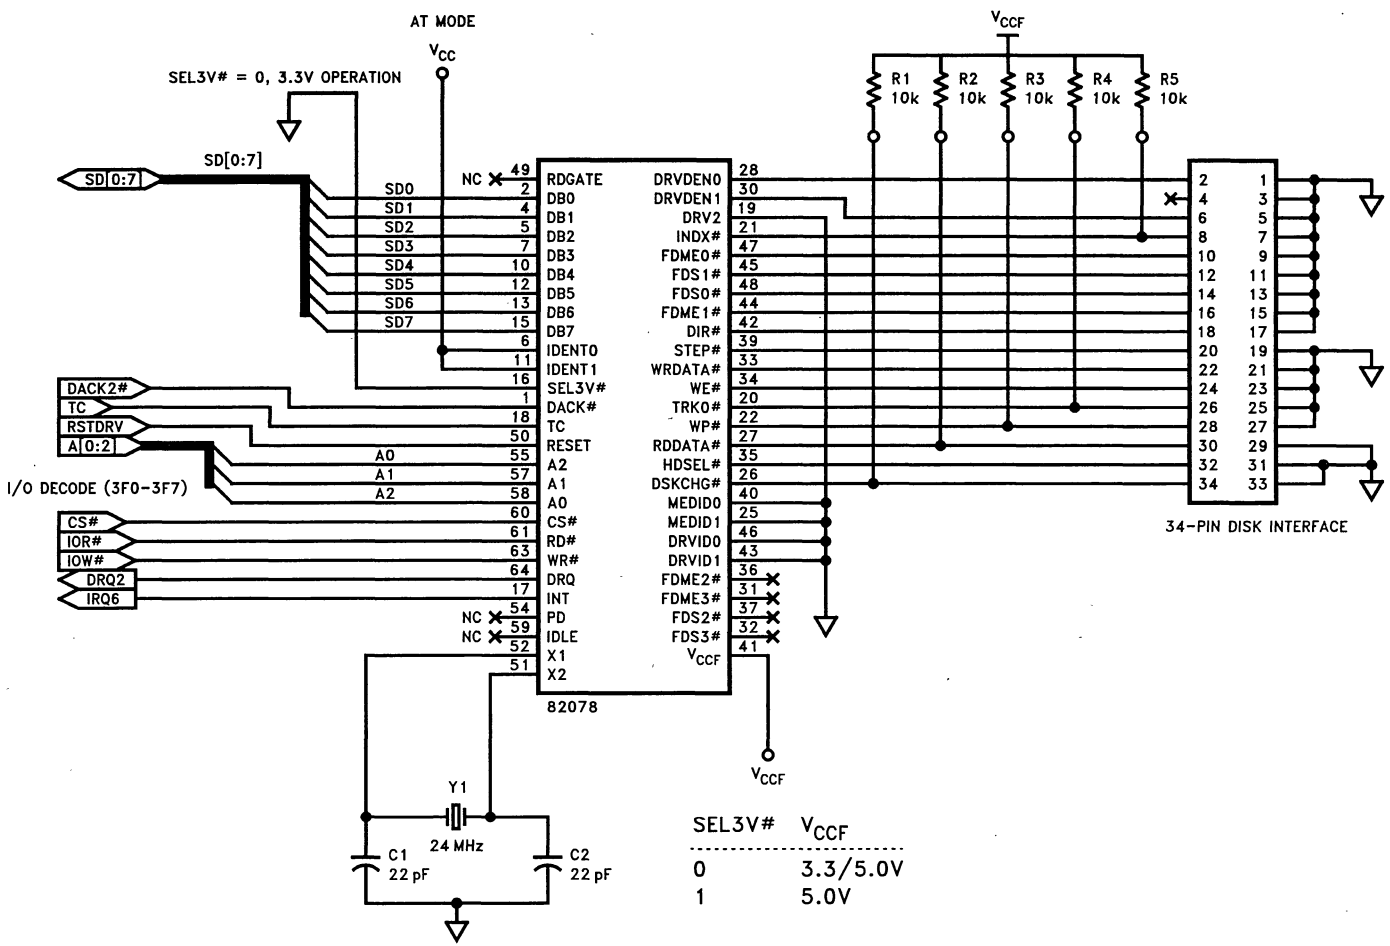 AT MODE
VCC
SEL3V# = 0, 3.3V OPERATION
VCCF
R1 10k
R2 10k
R3 10k
R4 10k
R5 10k
SD[0:7]
SD[0:7]
NC 49 RDGATE
SD0 2 DB0
SD1 4 DB1
SD2 5 DB2
SD3 7 DB3
SD4 10 DB4
SD5 12 DB5
SD6 13 DB6
SD7 15 DB7
6 IDENT0
11 IDENT1
16 SEL3V#
DACK2# 1 DACK#
TC 18 TC
RSTDRV 50 RESET
A[0:2]
A0 55 A2
A1 57 A1
A2 58 A0
I/O DECODE (3F0-3F7)
CS# 60 CS#
IOR# 61 RD#
IOW# 63 WR#
DRQ2 64 DRQ
IRQ6 17 INT
NC 54 PD
NC 59 IDLE
52 X1
51 X2
82078
DRVDEN0 28
DRVDEN1 30
DRV2 19
INDX# 21
FDME0# 47
FDS1# 45
FDS0# 48
FDME1# 44
DIR# 42
STEP# 39
WRDATA# 33
WE# 34
TRK0# 20
WP# 22
RDDATA# 27
HDSEL# 35
DSKCHG# 26
MEDID0 40
MEDID1 25
DRVID0 46
DRVID1 43
FDME2# 36
FDME3# 31
FDS2# 37
FDS3# 32
VCCF 41
VCCF
2 1
4 3
6 5
8 7
10 9
12 11
14 13
16 15
18 17
20 19
22 21
24 23
26 25
28 27
30 29
32 31
34 33
34-PIN DISK INTERFACE
Y1
24 MHz
C1
22 pF
C2
22 pF
SEL3V# VCCF
0 3.3/5.0V
1 5.0V